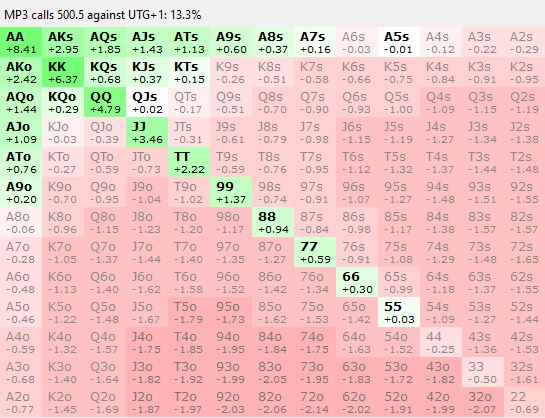 MP3 calls 500.5 against UTG+1: 13.3%
AA AKs AQs AJs ATs A9s A8s A7s A6s A5s A4s A3s A2s
+8.41 +2.95 +1.85 +1.43 +1.13 +0.60 +0.37 +0.16 -0.03 -0.01 -0.12 -0.22 -0.29
AKo KK KQs KJs KTs K9s K8s K7s K6s K5s K4s K3s K2s
+2.42 +6.37 +0.68 +0.37 +0.15 -0.26 -0.51 -0.58 -0.66 -0.75 -0.84 -0.91 -0.95
AQo KQo QQ QJs QTs Q9s Q8s Q7s Q6s Q5s Q4s Q3s Q2s
+1.44 +0.29 +4.79 +0.02 -0.17 -0.51 -0.70 -0.90 -0.93 -1.00 -1.09 -1.15 -1.19
AJo KJo QJo JJ JTs J9s J8s J7s J6s J5s J4s J3s J2s
+1.09 -0.03 -0.39 +3.46 -0.31 -0.61 -0.79 -0.98 -1.15 -1.19 -1.27 -1.34 -1.38
ATo KTo QTo JTo TT T9s T8s T7s T6s T5s T4s T3s T2s
+0.76 -0.27 -0.59 -0.73 +2.22 -0.59 -0.76 -0.95 -1.12 -1.32 -1.37 -1.44 -1.48
A9o K9o Q9o J9o T9o 99 98s 97s 96s 95s 94s 93s 92s
+0.20 -0.70 -0.95 -1.04 -1.02 +1.37 -0.74 -0.91 -1.07 -1.27 -1.48 -1.51 -1.55
A8o K8o Q8o J8o T8o 98o 88 87s 86s 85s 84s 83s 82s
-0.06 -0.96 -1.15 -1.23 -1.20 -1.17 +0.94 -0.84 -0.98 -1.17 -1.38 -1.57 -1.57
A7o K7o Q7o J7o T7o 97o 87o 77 76s 75s 74s 73s 72s
-0.28 -1.05 -1.37 -1.44 -1.40 -1.35 -1.27 +0.59 -0.91 -1.08 -1.29 -1.48 -1.65
A6o K6o Q6o J6o T6o 96o 86o 76o 66 65s 64s 63s 62s
-0.48 -1.13 -1.40 -1.62 -1.58 -1.52 -1.42 -1.34 +0.30 -0.99 -1.18 -1.37 -1.55
A5o K5o Q5o J5o T5o 95o 85o 75o 65o 55 54s 53s 52s
-0.46 -1.22 -1.48 -1.67 -1.79 -1.73 -1.62 -1.53 -1.42 +0.03 -1.09 -1.27 -1.44
A4o K4o Q4o J4o T4o 94o 84o 74o 64o 54o 44 43s 42s
-0.59 -1.32 -1.57 -1.75 -1.85 -1.95 -1.84 -1.75 -1.63 -1.52 -0.25 -1.36 -1.53
A3o K3o Q3o J3o T3o 93o 83o 73o 63o 53o 43o 33 32s
-0.68 -1.40 -1.64 -1.82 -1.92 -1.99 -2.05 -1.95 -1.83 -1.72 -1.82 -0.50 -1.61
A2o K2o Q2o J2o T2o 92o 82o 72o 62o 52o 42o 32o 22
-0.77 -1.45 -1.69 -1.87 -1.97 -2.03 -2.06 -2.14 -2.02 -1.91 -1.99 -2.08 -0.69